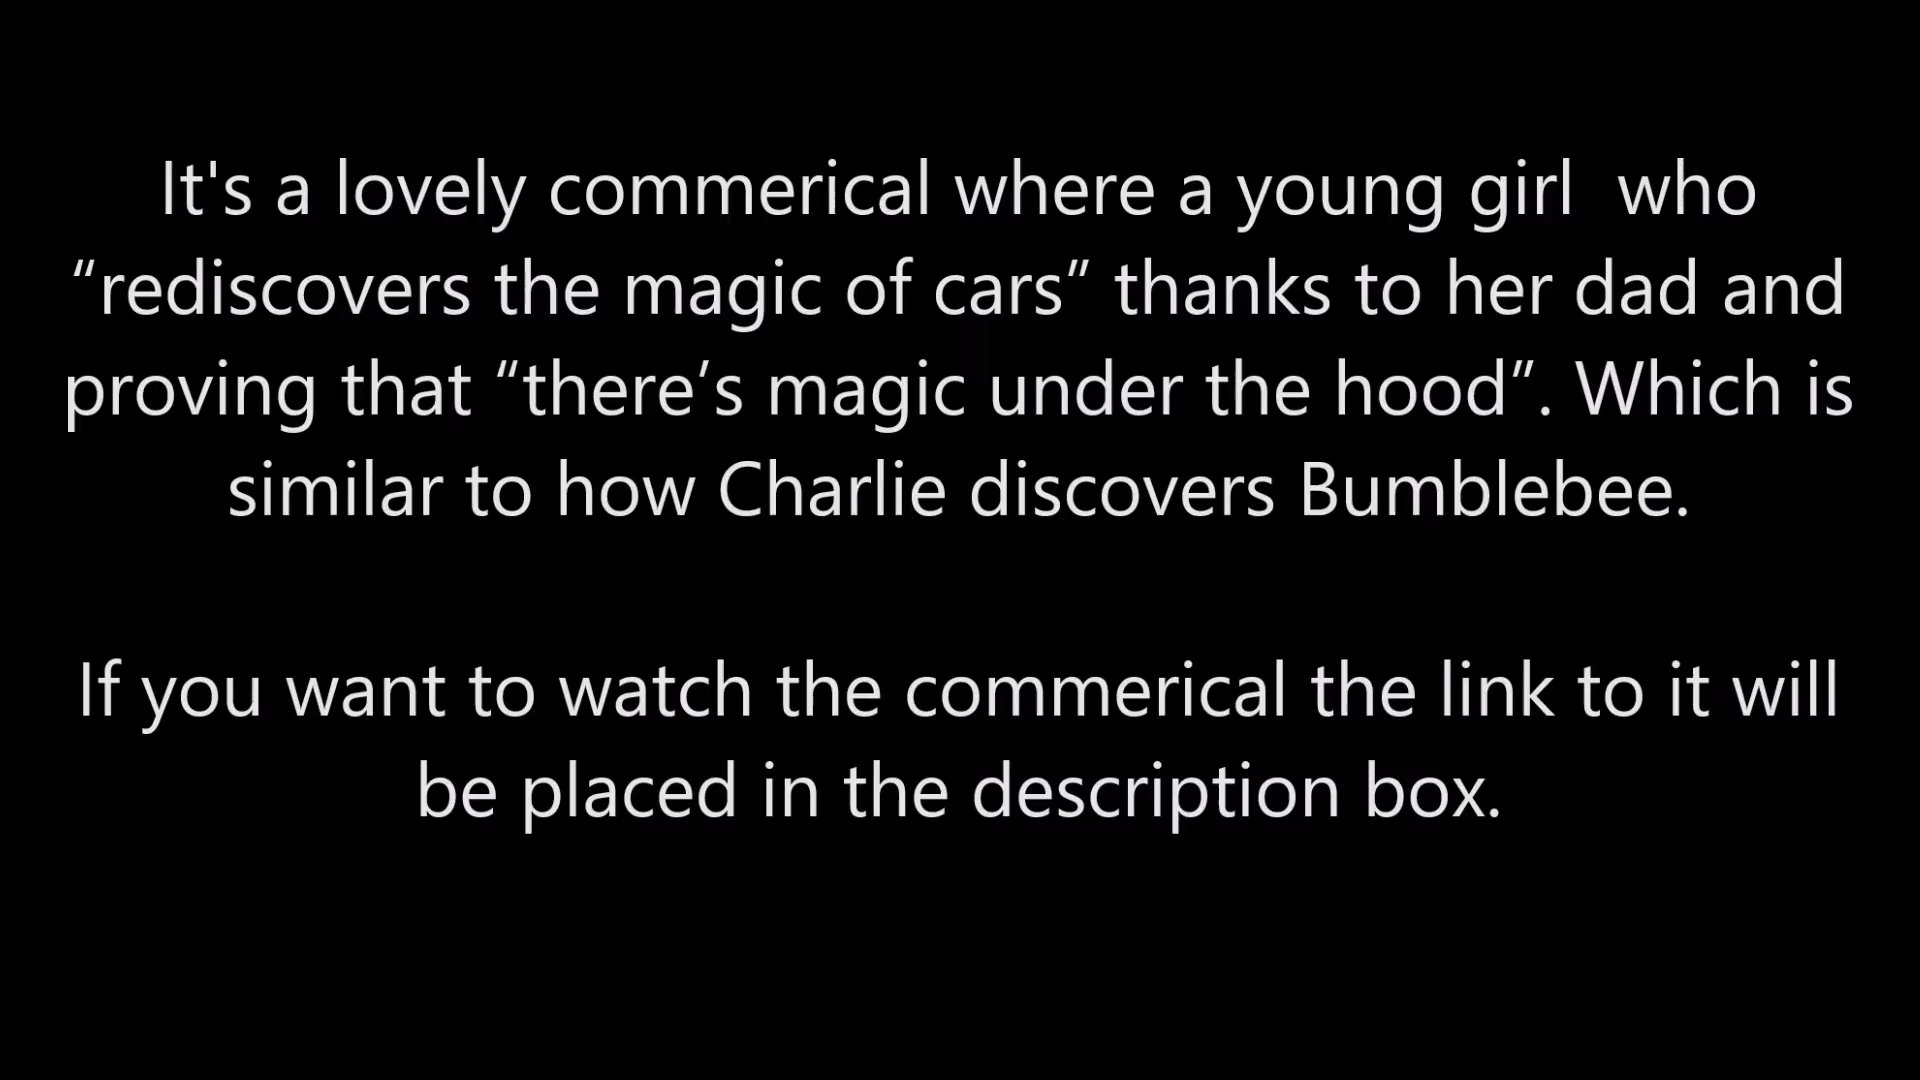 It's a lovely commerical where a young girl  who
“rediscovers the magic of cars” thanks to her dad and
proving that “there’s magic under the hood”. Which is
similar to how Charlie discovers Bumblebee.
If you want to watch the commerical the link to it will
be placed in the description box.